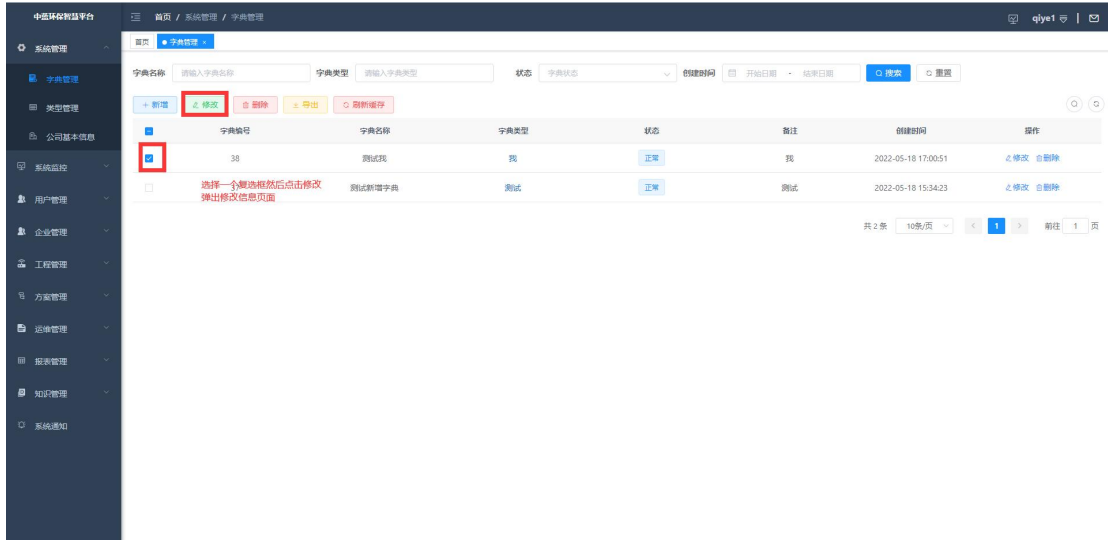 中蓝环保智慧平台
首页 / 系统管理 / 字典管理
qiye1
系统管理
首页 字典管理 ×
字典管理
字典名称 请输入字典名称 字典类型 请输入字典类型 状态 字典状态 创建时间 开始日期 - 结束日期 搜索 重置
类型管理
+ 新增 修改 删除 导出 刷新缓存
公司基本信息
字典编号 字典名称 字典类型 状态 备注 创建时间 操作
系统监控
38 测试我 我 正常 我 2022-05-18 17:00:51 修改 删除
选择一个复选框然后点击修改
弹出修改信息页面
37 测试新增字典 测试 正常 测试 2022-05-18 15:34:23 修改 删除
用户管理
共 2 条 10条/页 < 1 > 前往 1 页
企业管理
工程管理
方案管理
运维管理
报表管理
知识管理
系统通知